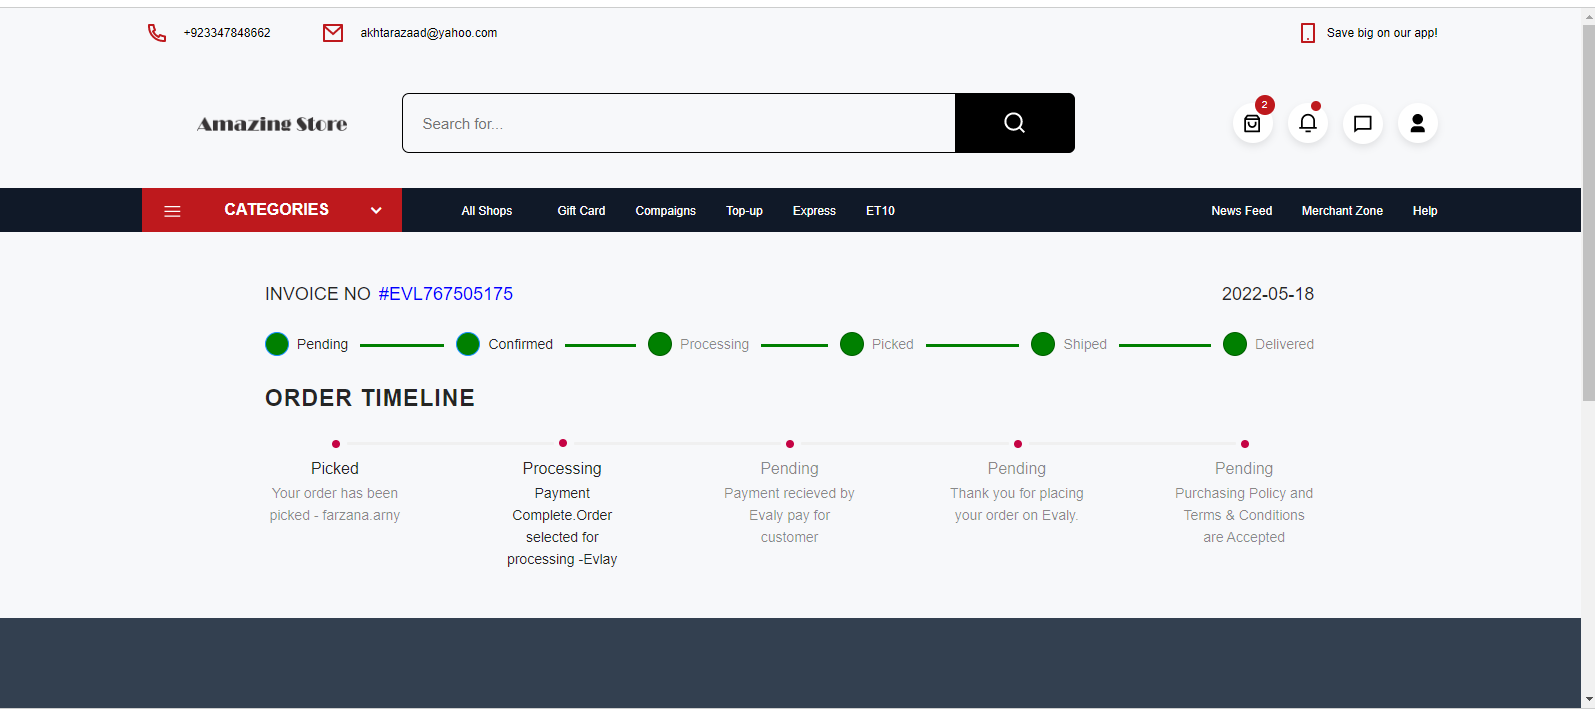 +923347848662 akhtarazaad@yahoo.com Save big on our app!
Amazing Store Search for... 2
CATEGORIES All Shops Gift Card Compaigns Top-up Express ET10 News Feed Merchant Zone Help
INVOICE NO #EVL767505175 2022-05-18
Pending Confirmed Processing Picked Shiped Delivered
ORDER TIMELINE
Picked
Your order has been
picked - farzana.arny
Processing
Payment
Complete.Order
selected for
processing -Evlay
Pending
Payment recieved by
Evaly pay for
customer
Pending
Thank you for placing
your order on Evaly.
Pending
Purchasing Policy and
Terms & Conditions
are Accepted